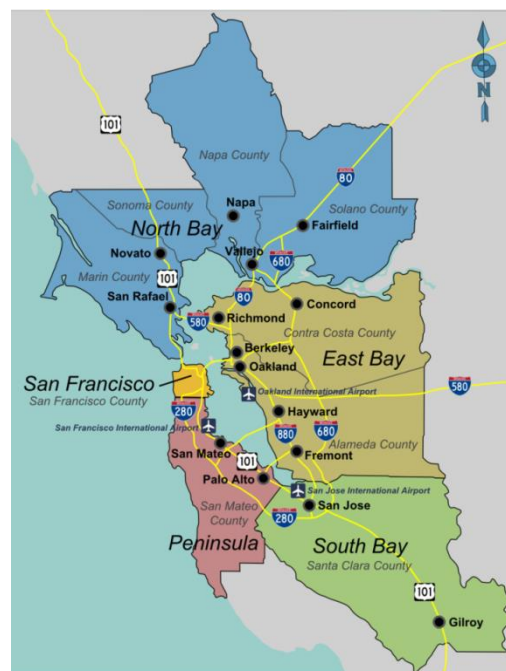 N
101
Napa County
80
Sonoma County
Napa
Solano County
North Bay
Fairfield
Novato
Vallejo
680
Marin County
101
San Rafael
80
Concord
580
Richmond
Contra Costa County
Berkeley
East Bay
Oakland
San Francisco
580
Oakland International Airport
San Francisco County
280
Hayward
San Francisco International Airport
880
680
Alameda County
San Mateo
Fremont
101
Palo Alto
San Jose International Airport
San Mateo
County
San Jose
280
Peninsula
South Bay
Santa Clara County
101
Gilroy